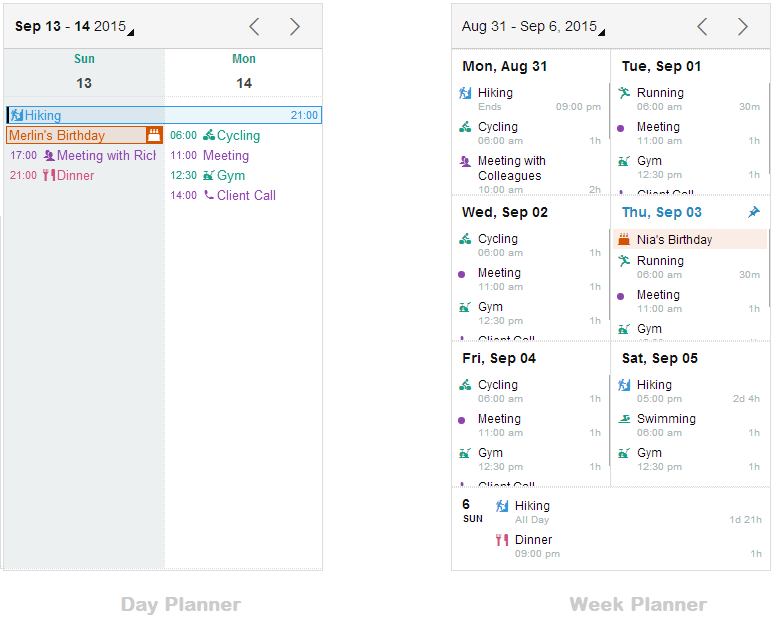 Sep 13 - 14 2015
Sun
13
Mon
14
Hiking 21:00
Merlin's Birthday
17:00 Meeting with Rich
21:00 Dinner
06:00 Cycling
11:00 Meeting
12:30 Gym
14:00 Client Call
Day Planner
Aug 31 - Sep 6, 2015
Mon, Aug 31
Hiking
Ends 09:00 pm
Cycling
06:00 am 1h
Meeting with
Colleagues
10:00 am 2h
Tue, Sep 01
Running
06:00 am 30m
Meeting
11:00 am 1h
Gym
12:30 pm 1h
Client Call
Wed, Sep 02
Cycling
06:00 am 1h
Meeting
11:00 am 1h
Gym
12:30 pm 1h
Client Call
Thu, Sep 03
Nia's Birthday
Running
06:00 am 30m
Meeting
11:00 am 1h
Gym
Fri, Sep 04
Cycling
06:00 am 1h
Meeting
11:00 am 1h
Gym
12:30 pm 1h
Client Call
Sat, Sep 05
Hiking
05:00 pm 2d 4h
Swimming
06:00 am 1h
Gym
12:30 pm 1h
6
SUN
Hiking
All Day 1d 21h
Dinner
09:00 pm 1h
Week Planner